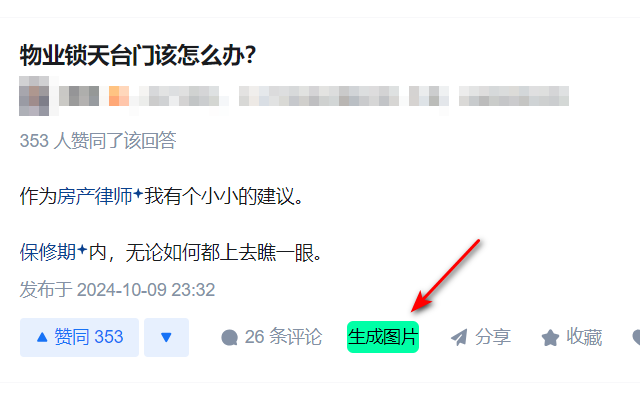 物业锁天台门该怎么办?
353 人赞同了该回答
作为房产律师我有个小小的建议。
保修期内，无论如何都上去瞧一眼。
发布于 2024-10-09 23:32
赞同 353 26 条评论 生成图片 分享 收藏